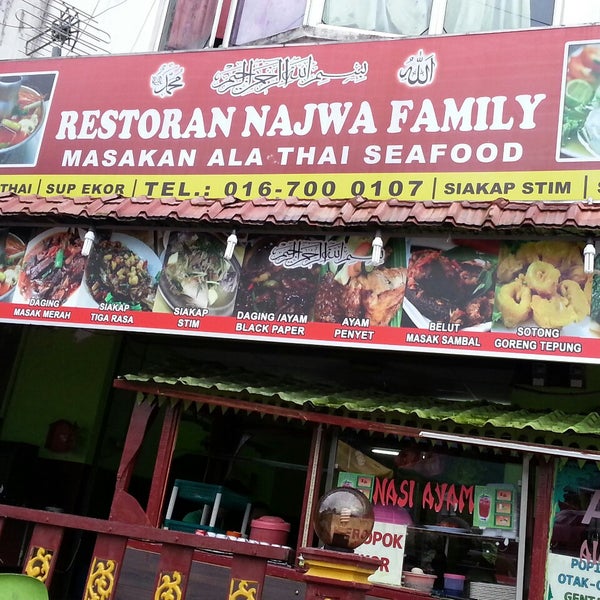 محمد بسم الله الرحمن الرحيم الله
RESTORAN NAJWA FAMILY
MASAKAN ALA THAI SEAFOOD
THAI | SUP EKOR | TEL.: 016-700 0107 | SIAKAP STIM | S
بسم الله الرحمن الرحيم
DAGING MASAK MERAH
SIAKAP TIGA RASA
SIAKAP STIM
DAGING /AYAM BLACK PAPER
AYAM PENYET
BELUT MASAK SAMBAL
SOTONG GORENG TEPUNG
NASI AYAM
ROPOK
POPI
OTAK-O
GENTA